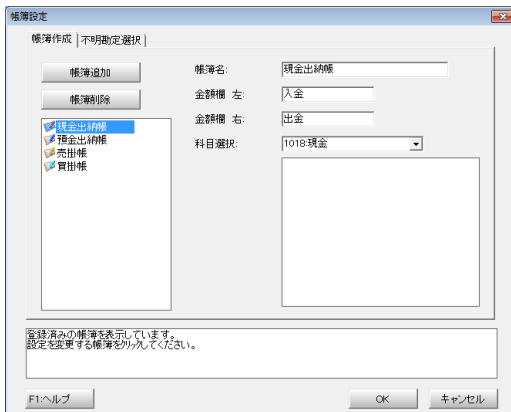 帳簿設定
帳簿作成 不明勘定選択
帳簿追加
帳簿削除
現金出納帳
預金出納帳
売掛帳
買掛帳
帳簿名: 現金出納帳
金額欄 左: 入金
金額欄 右: 出金
科目選択: 1018:現金
登録済みの帳簿を表示しています。
設定を変更する帳簿をクリックしてください。
F1:ヘルプ OK キャンセル